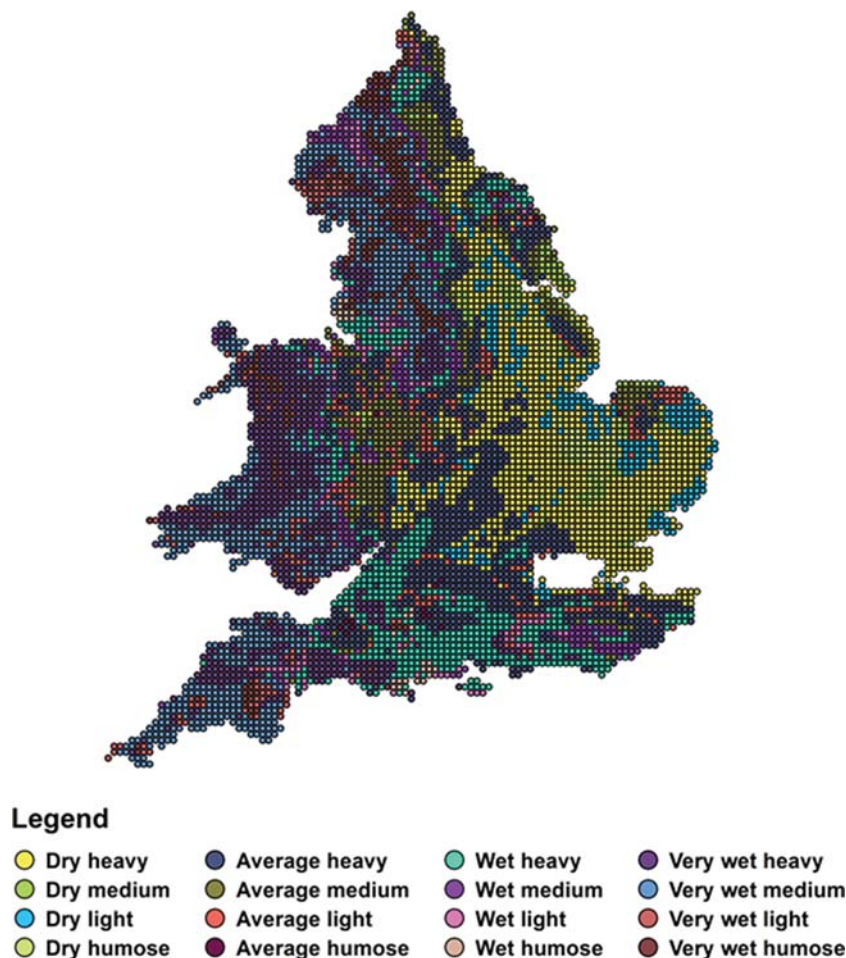 Legend
Dry heavy Average heavy Wet heavy Very wet heavy
Dry medium Average medium Wet medium Very wet medium
Dry light Average light Wet light Very wet light
Dry humose Average humose Wet humose Very wet humose